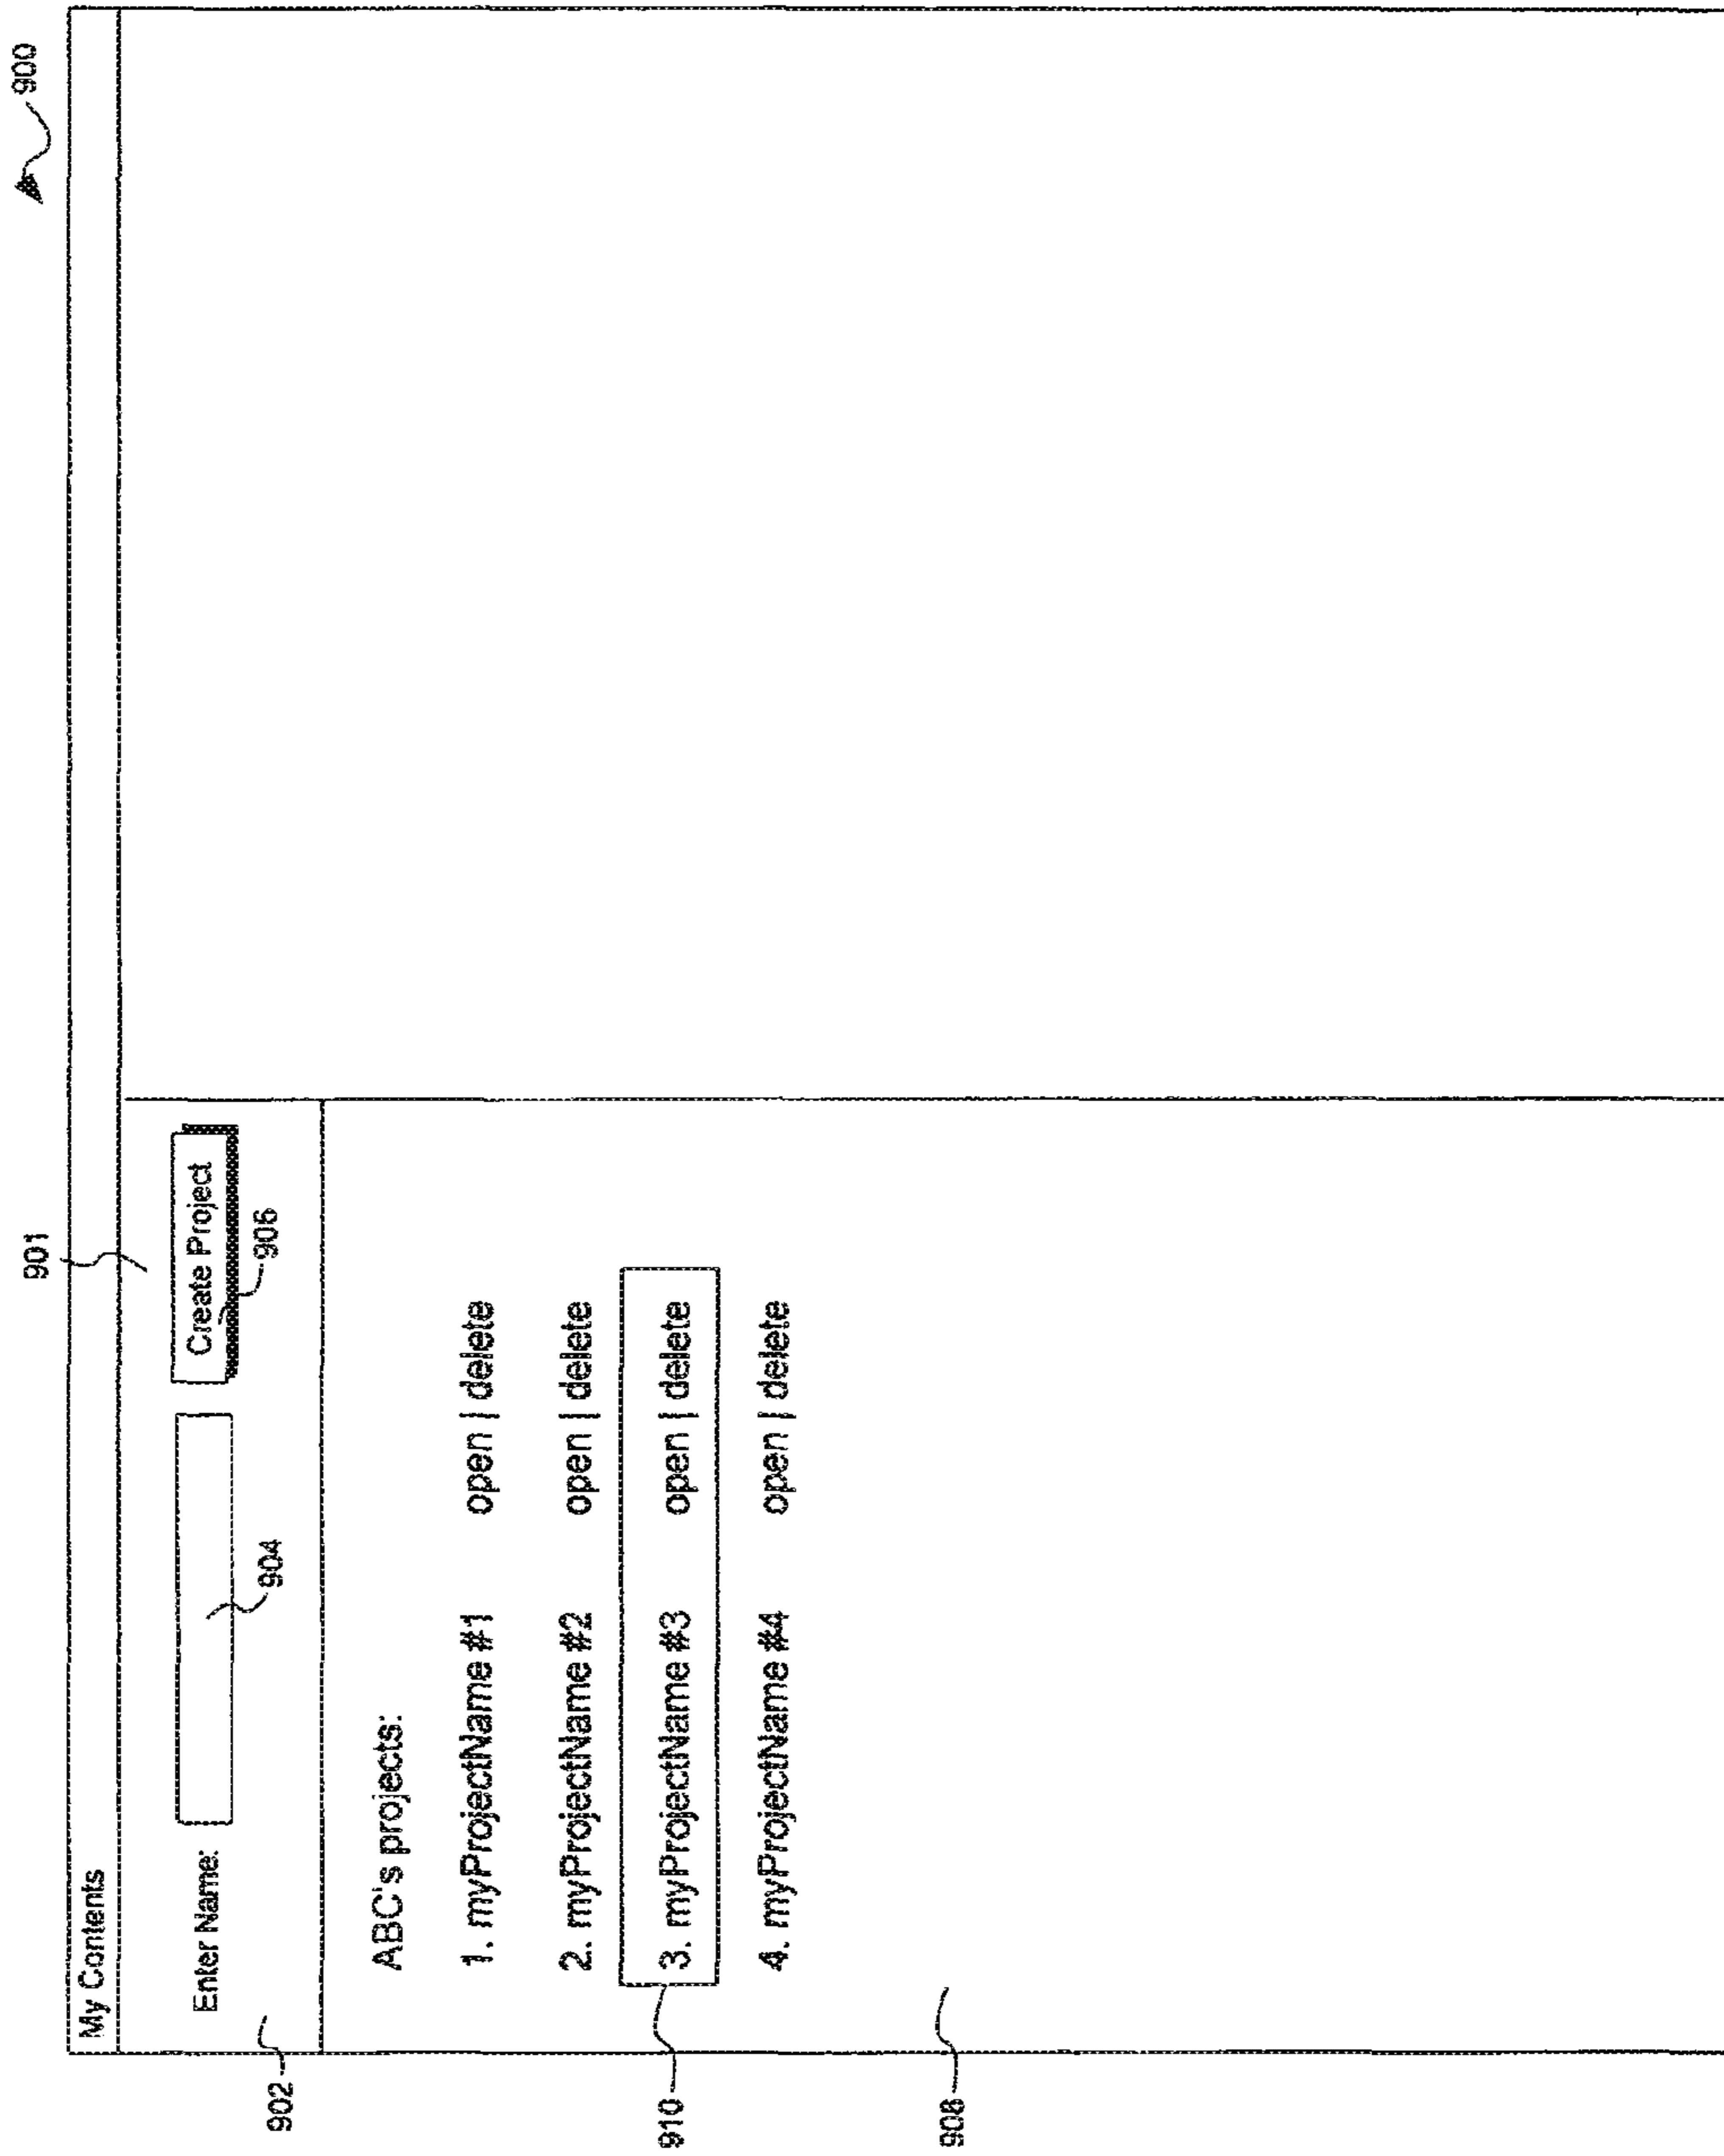 900
901
My Contents
Enter Name:
Create Project
904
906
902
ABC's projects:
1. myProjectName #1 open | delete
2. myProjectName #2 open | delete
3. myProjectName #3 open | delete
910
4. myProjectName #4 open | delete
908